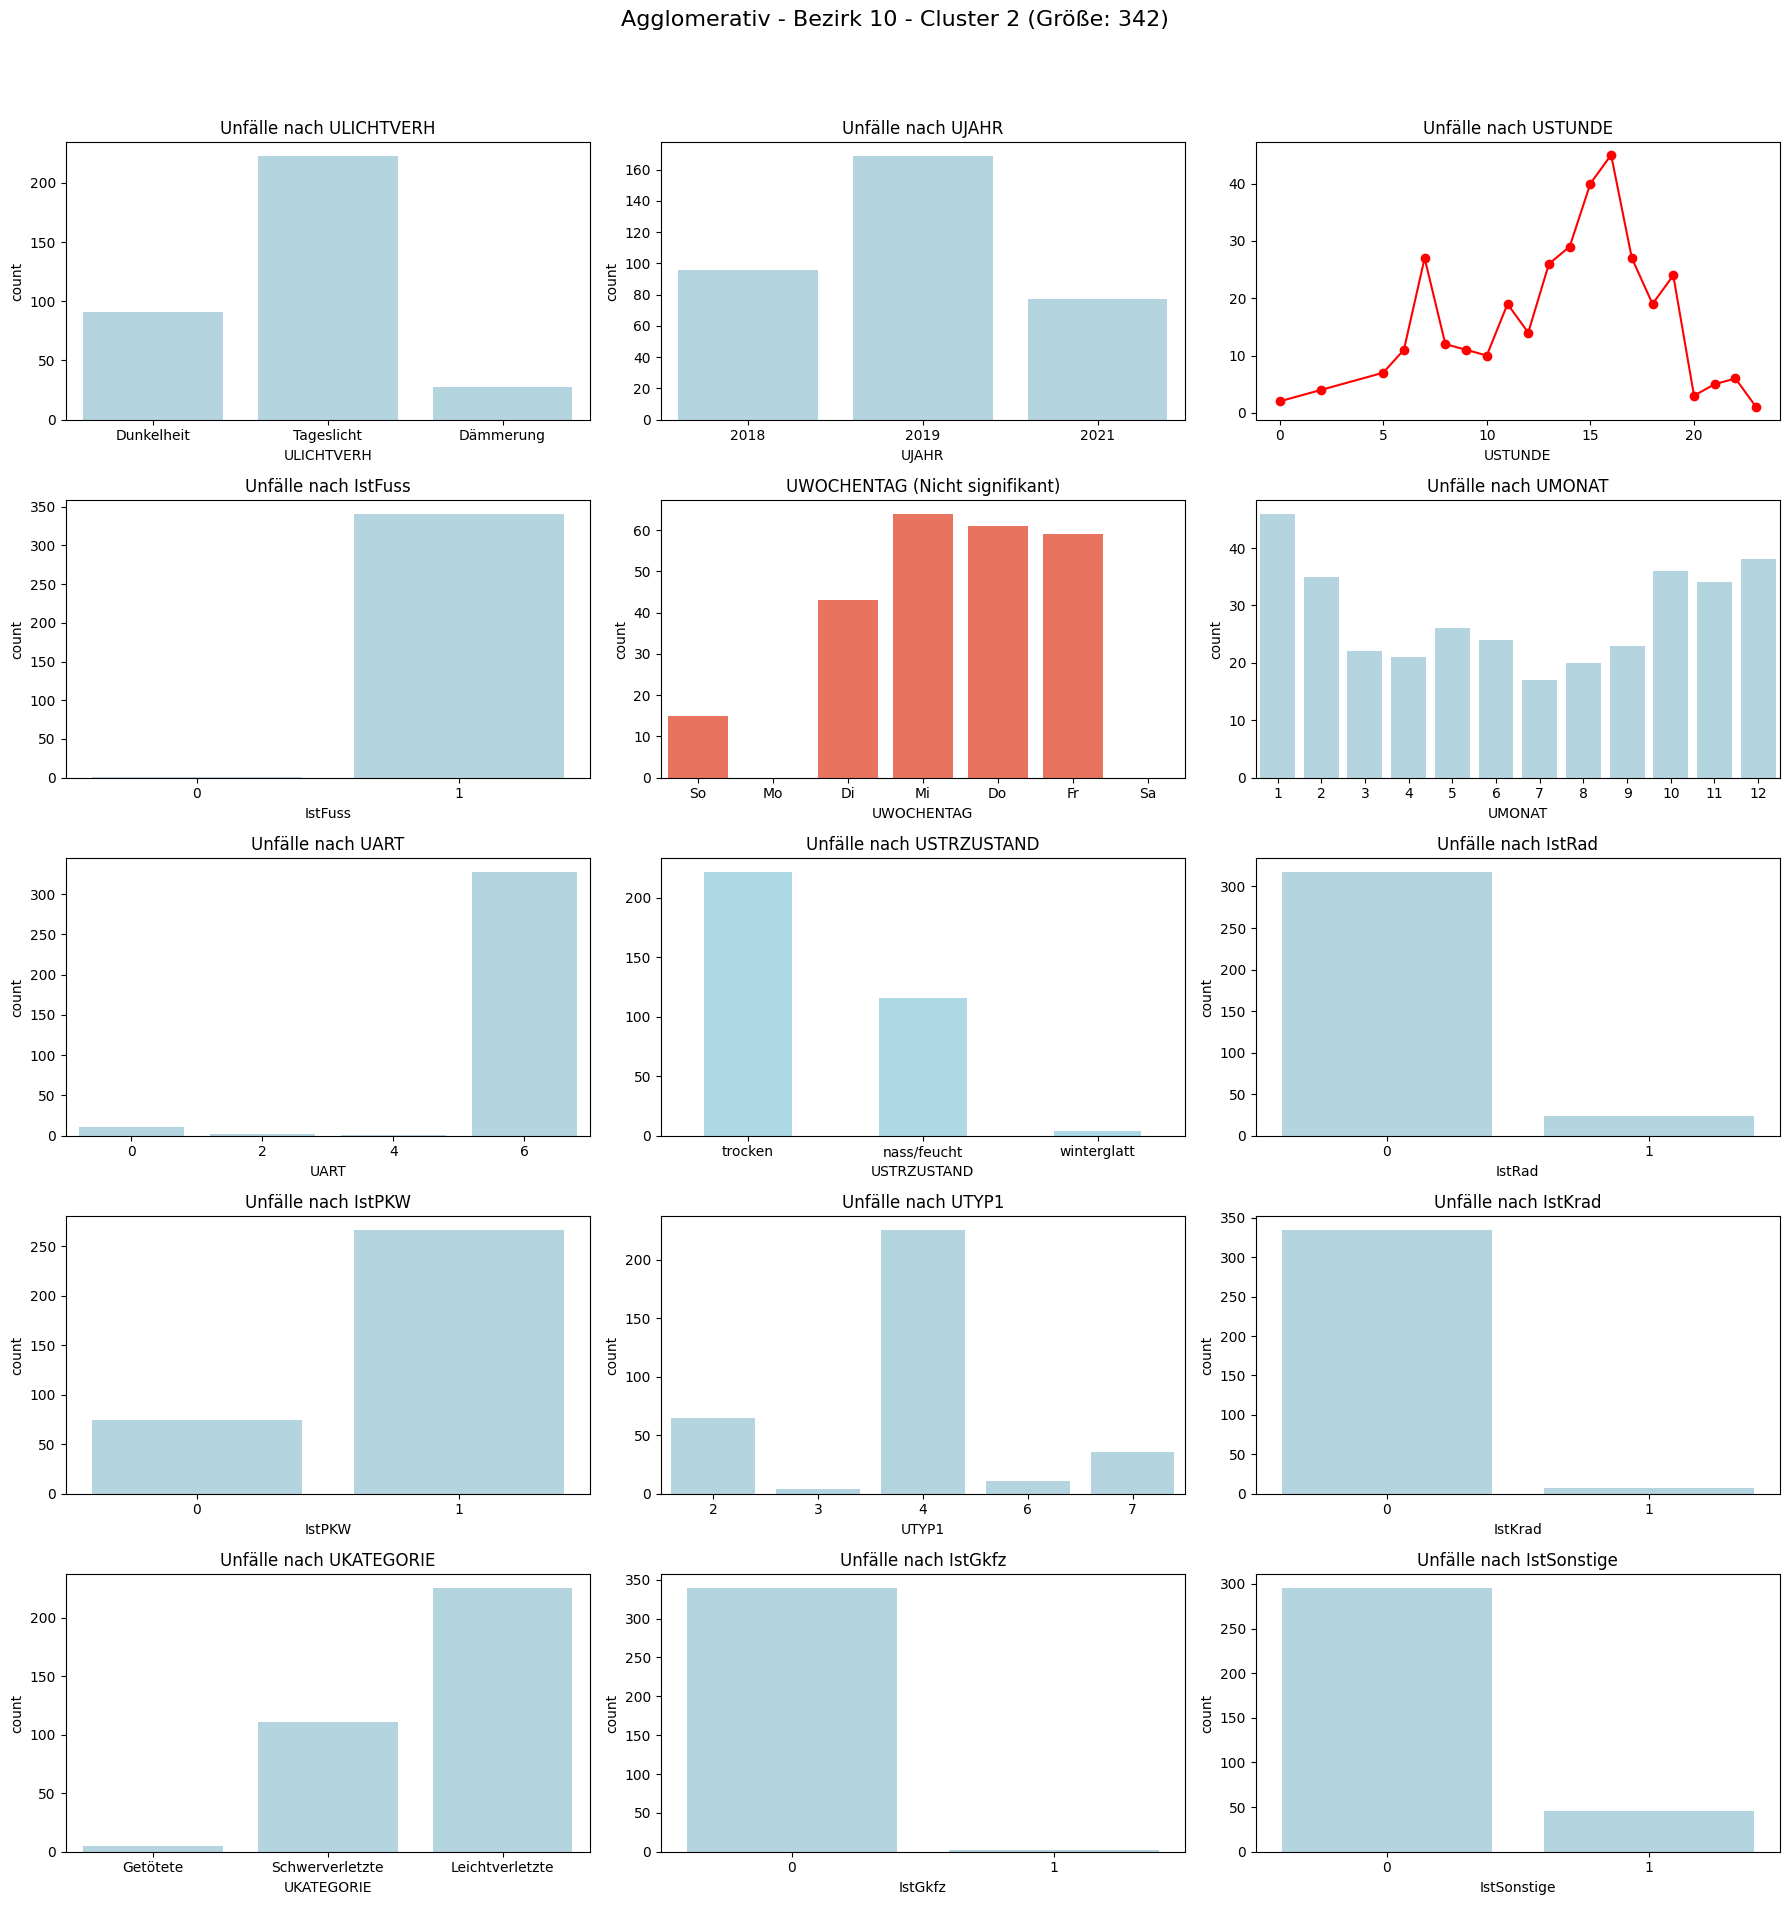 Agglomerativ - Bezirk 10 - Cluster 2 (Größe: 342)
Unfälle nach ULICHTVERH
count
200
150
100
50
0
Dunkelheit Tageslicht Dämmerung
ULICHTVERH
Unfälle nach UJAHR
count
160
140
120
100
80
60
40
20
0
2018 2019 2021
UJAHR
Unfälle nach USTUNDE
40
30
20
10
0
0 5 10 15 20
USTUNDE
Unfälle nach IstFuss
count
350
300
250
200
150
100
50
0
0 1
IstFuss
UWOCHENTAG (Nicht signifikant)
count
60
50
40
30
20
10
0
So Mo Di Mi Do Fr Sa
UWOCHENTAG
Unfälle nach UMONAT
count
40
30
20
10
0
1 2 3 4 5 6 7 8 9 10 11 12
UMONAT
Unfälle nach UART
count
300
250
200
150
100
50
0
0 2 4 6
UART
Unfälle nach USTRZUSTAND
200
150
100
50
0
trocken nass/feucht winterglatt
USTRZUSTAND
Unfälle nach IstRad
count
300
250
200
150
100
50
0
0 1
IstRad
Unfälle nach IstPKW
count
250
200
150
100
50
0
0 1
IstPKW
Unfälle nach UTYP1
count
200
150
100
50
0
2 3 4 6 7
UTYP1
Unfälle nach IstKrad
count
350
300
250
200
150
100
50
0
0 1
IstKrad
Unfälle nach UKATEGORIE
count
200
150
100
50
0
Getötete Schwerverletzte Leichtverletzte
UKATEGORIE
Unfälle nach IstGkfz
count
350
300
250
200
150
100
50
0
0 1
IstGkfz
Unfälle nach IstSonstige
count
300
250
200
150
100
50
0
0 1
IstSonstige